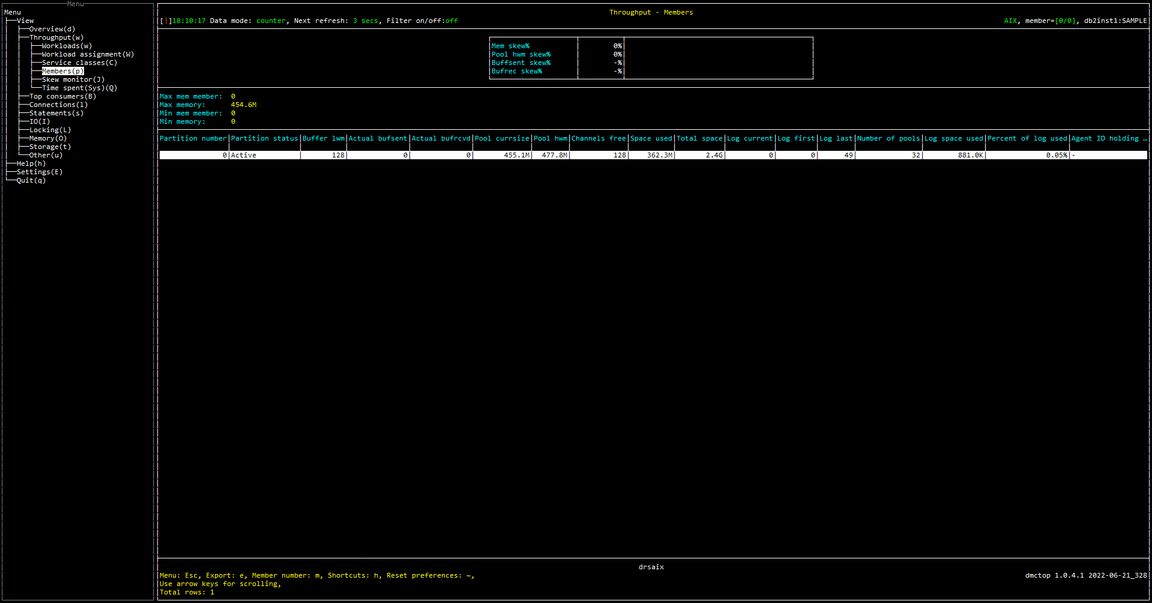 Menu
Menu
View
Overview(d)
Throughput(w)
Workloads(w)
Workload assignment(W)
Service classes(C)
Members(p)
Skew monitor(J)
Time spent(Sys)(Q)
Top consumers(B)
Connections(l)
Statements(s)
IO(I)
Locking(L)
Memory(O)
Storage(t)
Other(u)
Help(h)
Settings(E)
Quit(q)
Throughput - Members
[|]18:10:17 Data mode: counter, Next refresh: 3 secs, Filter on/off:off AIX, member=[0/0], db2inst1:SAMPLE
Mem skew% 0%
Pool hwm skew% 0%
Buffsent skew% -%
Bufrec skew% -%
Max mem member: 0
Max memory: 454.6M
Min mem member: 0
Min memory: 0
Partition number|Partition status|Buffer lwm|Actual bufsent|Actual bufrcvd|Pool cursize|Pool hwm|Channels free|Space used|Total space|Log current|Log first|Log last|Number of pools|Log space used|Percent of log used|Agent ID holding …
0|Active | 128| 0| 0| 455.1M| 477.8M| 128| 362.3M| 2.4G| 0| 0| 49| 32| 881.0K| 0.05%|-
drsaix
Menu: Esc, Export: e, Member number: m, Shortcuts: h, Reset preferences: ~, dmctop 1.0.4.1 2022-06-21_328
Use arrow keys for scrolling,
Total rows: 1